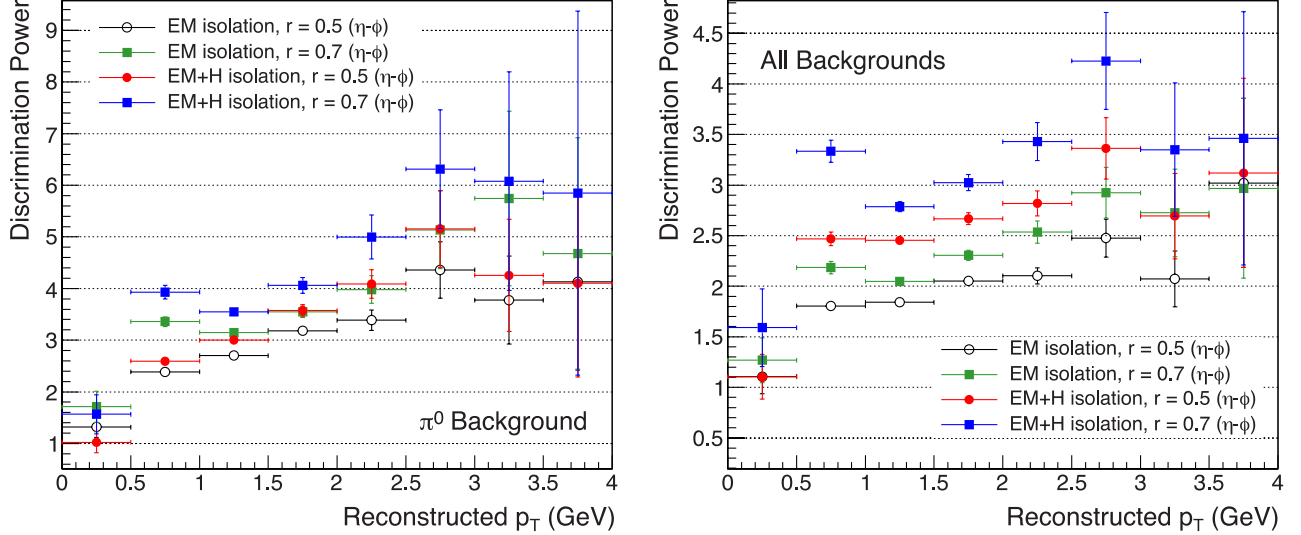 Discrimination Power
9
8
7
6
5
4
3
2
1
EM isolation, r = 0.5 (η-ϕ)
EM isolation, r = 0.7 (η-ϕ)
EM+H isolation, r = 0.5 (η-ϕ)
EM+H isolation, r = 0.7 (η-ϕ)
π⁰ Background
0 0.5 1 1.5 2 2.5 3 3.5 4
Reconstructed p_T (GeV)
Discrimination Power
4.5
4
3.5
3
2.5
2
1.5
1
0.5
All Backgrounds
EM isolation, r = 0.5 (η-ϕ)
EM isolation, r = 0.7 (η-ϕ)
EM+H isolation, r = 0.5 (η-ϕ)
EM+H isolation, r = 0.7 (η-ϕ)
0 0.5 1 1.5 2 2.5 3 3.5 4
Reconstructed p_T (GeV)